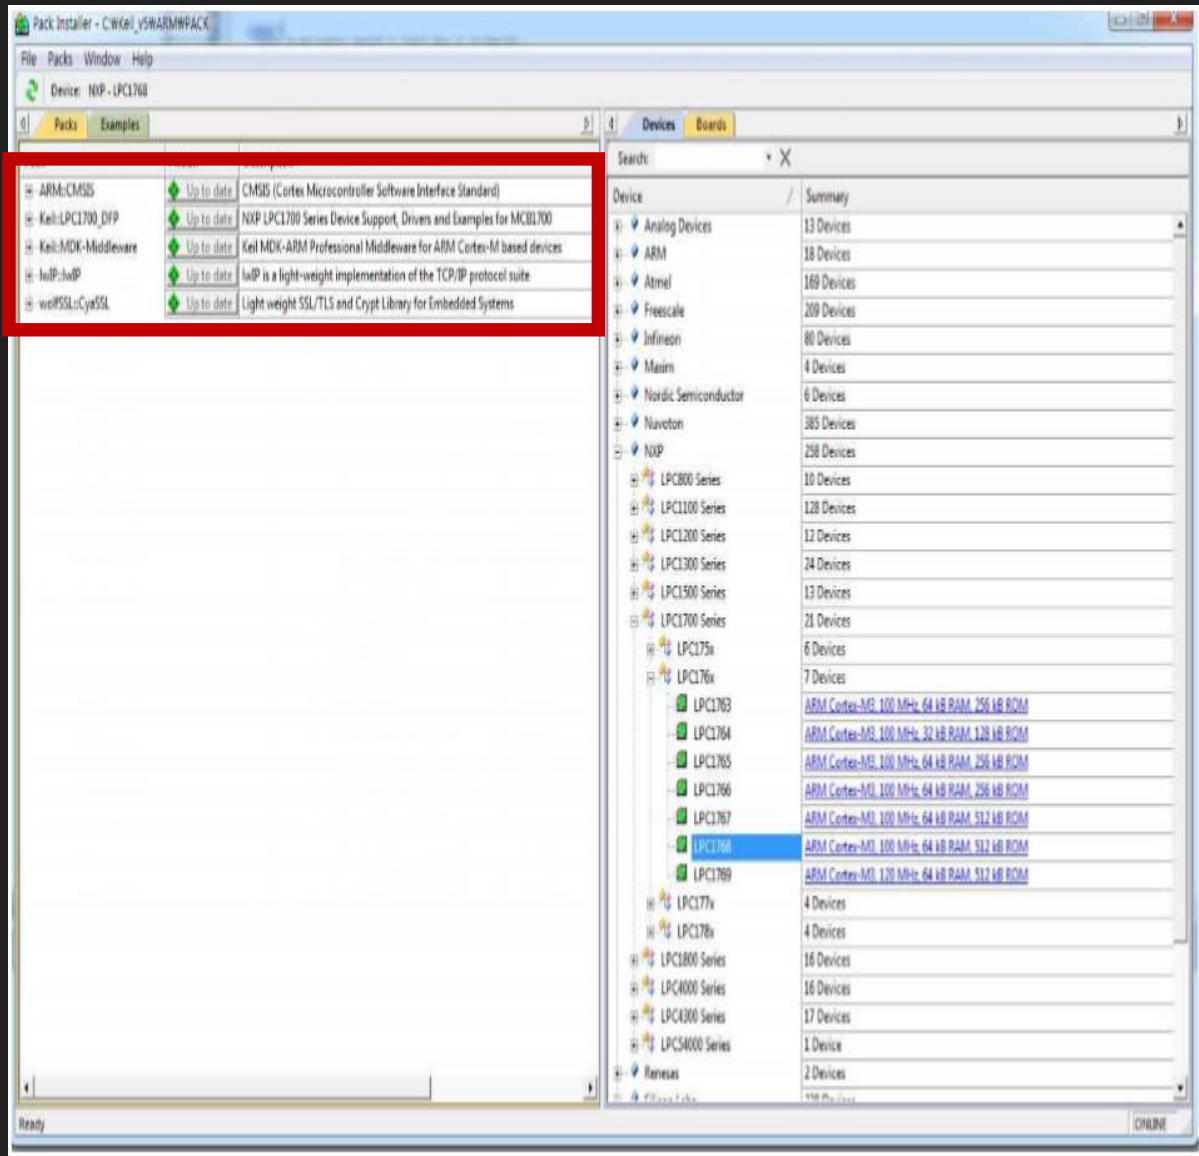 Pack Installer - C:\Keil_v5\ARM\PACK
File Packs Window Help
Device: NXP - LPC1768
Packs Examples
ARM::CMSIS Up to date CMSIS (Cortex Microcontroller Software Interface Standard)
Keil::LPC1700_DFP Up to date NXP LPC1700 Series Device Support, Drivers and Examples for MCB1700
Keil::MDK-Middleware Up to date Keil MDK-ARM Professional Middleware for ARM Cortex-M based devices
lwIP::lwIP Up to date lwIP is a light-weight implementation of the TCP/IP protocol suite
wolfSSL::CyaSSL Up to date Light weight SSL/TLS and Crypt Library for Embedded Systems
Ready
Devices Boards
Search:
Device / Summary
Analog Devices 13 Devices
ARM 18 Devices
Atmel 169 Devices
Freescale 209 Devices
Infineon 80 Devices
Maxim 4 Devices
Nordic Semiconductor 6 Devices
Nuvoton 385 Devices
NXP 258 Devices
LPC800 Series 10 Devices
LPC1100 Series 128 Devices
LPC1200 Series 12 Devices
LPC1300 Series 24 Devices
LPC1500 Series 13 Devices
LPC1700 Series 21 Devices
LPC175x 6 Devices
LPC176x 7 Devices
LPC1763 ARM Cortex-M3, 100 MHz, 64 kB RAM, 256 kB ROM
LPC1764 ARM Cortex-M3, 100 MHz, 32 kB RAM, 128 kB ROM
LPC1765 ARM Cortex-M3, 100 MHz, 64 kB RAM, 256 kB ROM
LPC1766 ARM Cortex-M3, 100 MHz, 64 kB RAM, 256 kB ROM
LPC1767 ARM Cortex-M3, 100 MHz, 64 kB RAM, 512 kB ROM
LPC1768 ARM Cortex-M3, 100 MHz, 64 kB RAM, 512 kB ROM
LPC1769 ARM Cortex-M3, 120 MHz, 64 kB RAM, 512 kB ROM
LPC177x 4 Devices
LPC178x 4 Devices
LPC1800 Series 16 Devices
LPC4000 Series 16 Devices
LPC4300 Series 17 Devices
LPC54000 Series 1 Device
Renesas 2 Devices
ONLINE